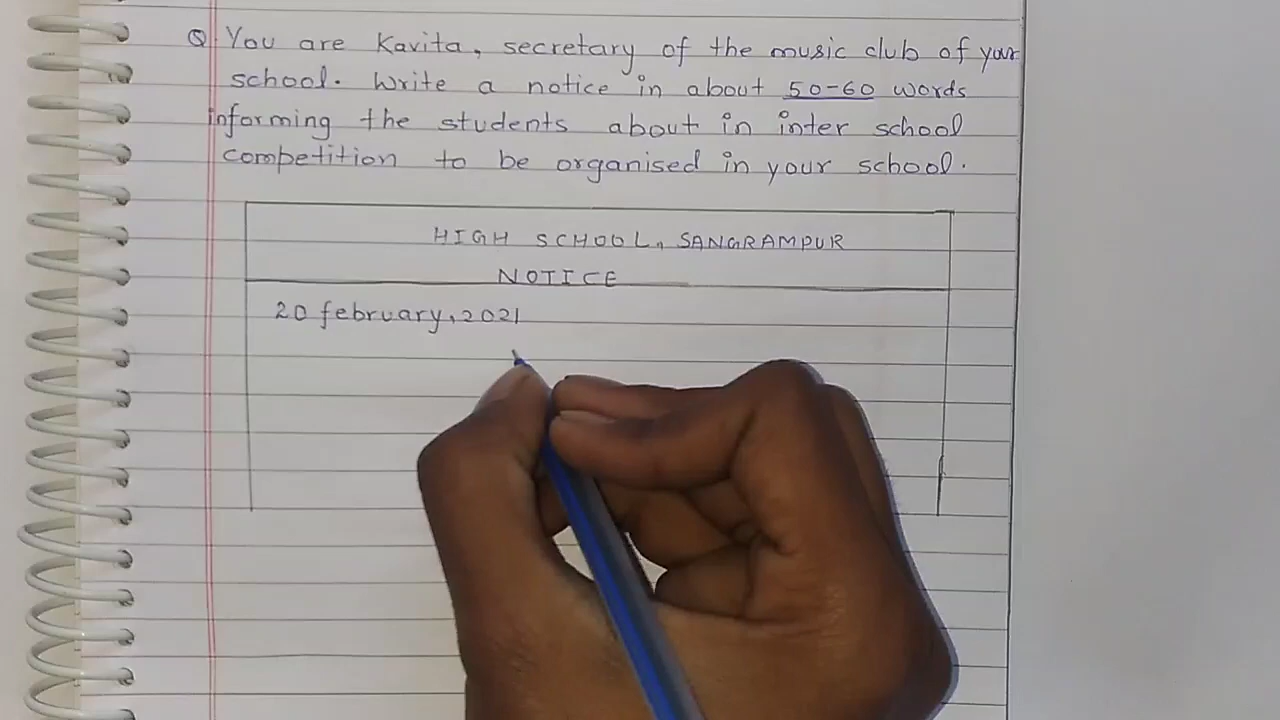 Q You are Kavita, secretary of the music club of your
school. Write a notice in about 50-60 words
informing the students about in inter school
competition to be organised in your school.
HIGH SCHOOL, SANGRAMPUR
NOTICE
20 february, 2021